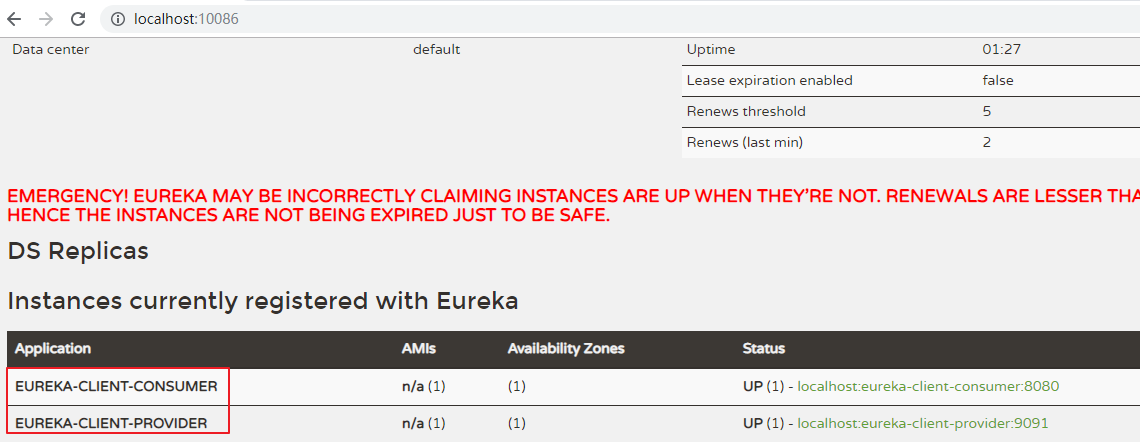 localhost:10086
Data center default Uptime 01:27
Lease expiration enabled false
Renews threshold 5
Renews (last min) 2
EMERGENCY! EUREKA MAY BE INCORRECTLY CLAIMING INSTANCES ARE UP WHEN THEY'RE NOT. RENEWALS ARE LESSER THA
HENCE THE INSTANCES ARE NOT BEING EXPIRED JUST TO BE SAFE.
DS Replicas
Instances currently registered with Eureka
Application AMIs Availability Zones Status
EUREKA-CLIENT-CONSUMER n/a (1) (1) UP (1) - localhost:eureka-client-consumer:8080
EUREKA-CLIENT-PROVIDER n/a (1) (1) UP (1) - localhost:eureka-client-provider:9091